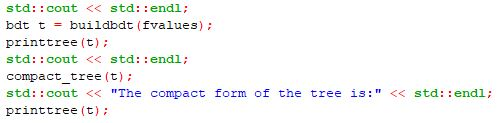 std::cout << std::endl;
bdt t = buildbdt(fvalues);
printtree(t);
std::cout << std::endl;
compact_tree(t);
std::cout << "The compact form of the tree is:" << std::endl;
printtree(t);